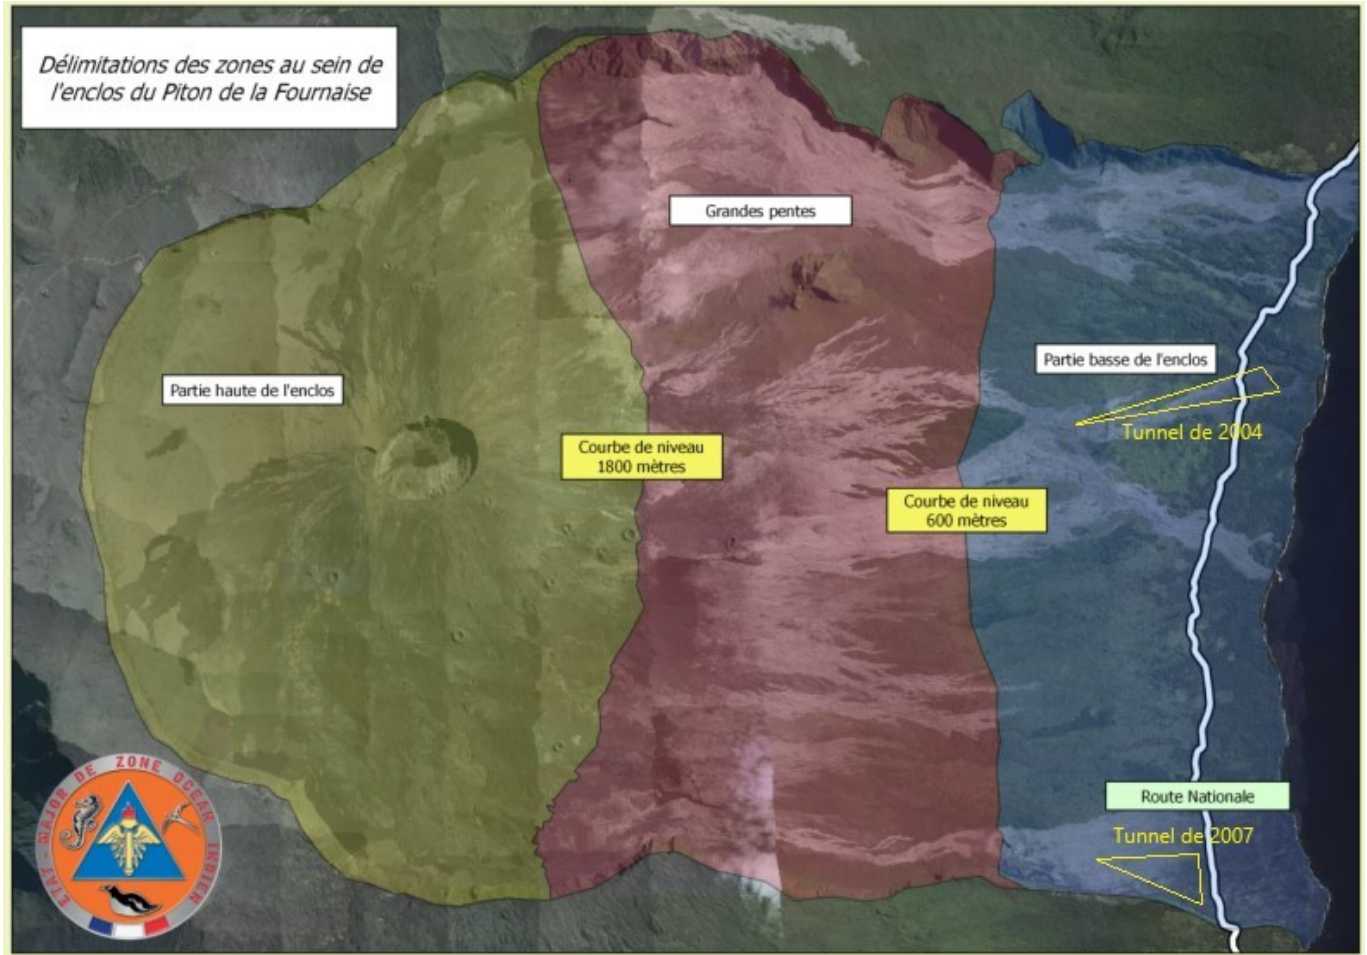 Délimitations des zones au sein de
l'enclos du Piton de la Fournaise
Grandes pentes
Partie basse de l'enclos
Partie haute de l'enclos
Tunnel de 2004
Courbe de niveau
1800 mètres
Courbe de niveau
600 mètres
Route Nationale
Tunnel de 2007
ÉTAT - MAJOR DE ZONE OCEAN INDIEN